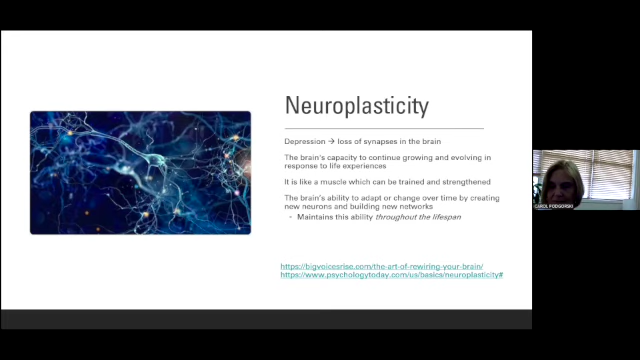 Neuroplasticity
Depression → loss of synapses in the brain
The brain's capacity to continue growing and evolving in
response to life experiences
It is like a muscle which can be trained and strengthened
The brain's ability to adapt or change over time by creating
new neurons and building new networks
◦ Maintains this ability throughout the lifespan
https://bigvoicesrise.com/the-art-of-rewiring-your-brain/
https://www.psychologytoday.com/us/basics/neuroplasticity#
CAROL PODGORSKI